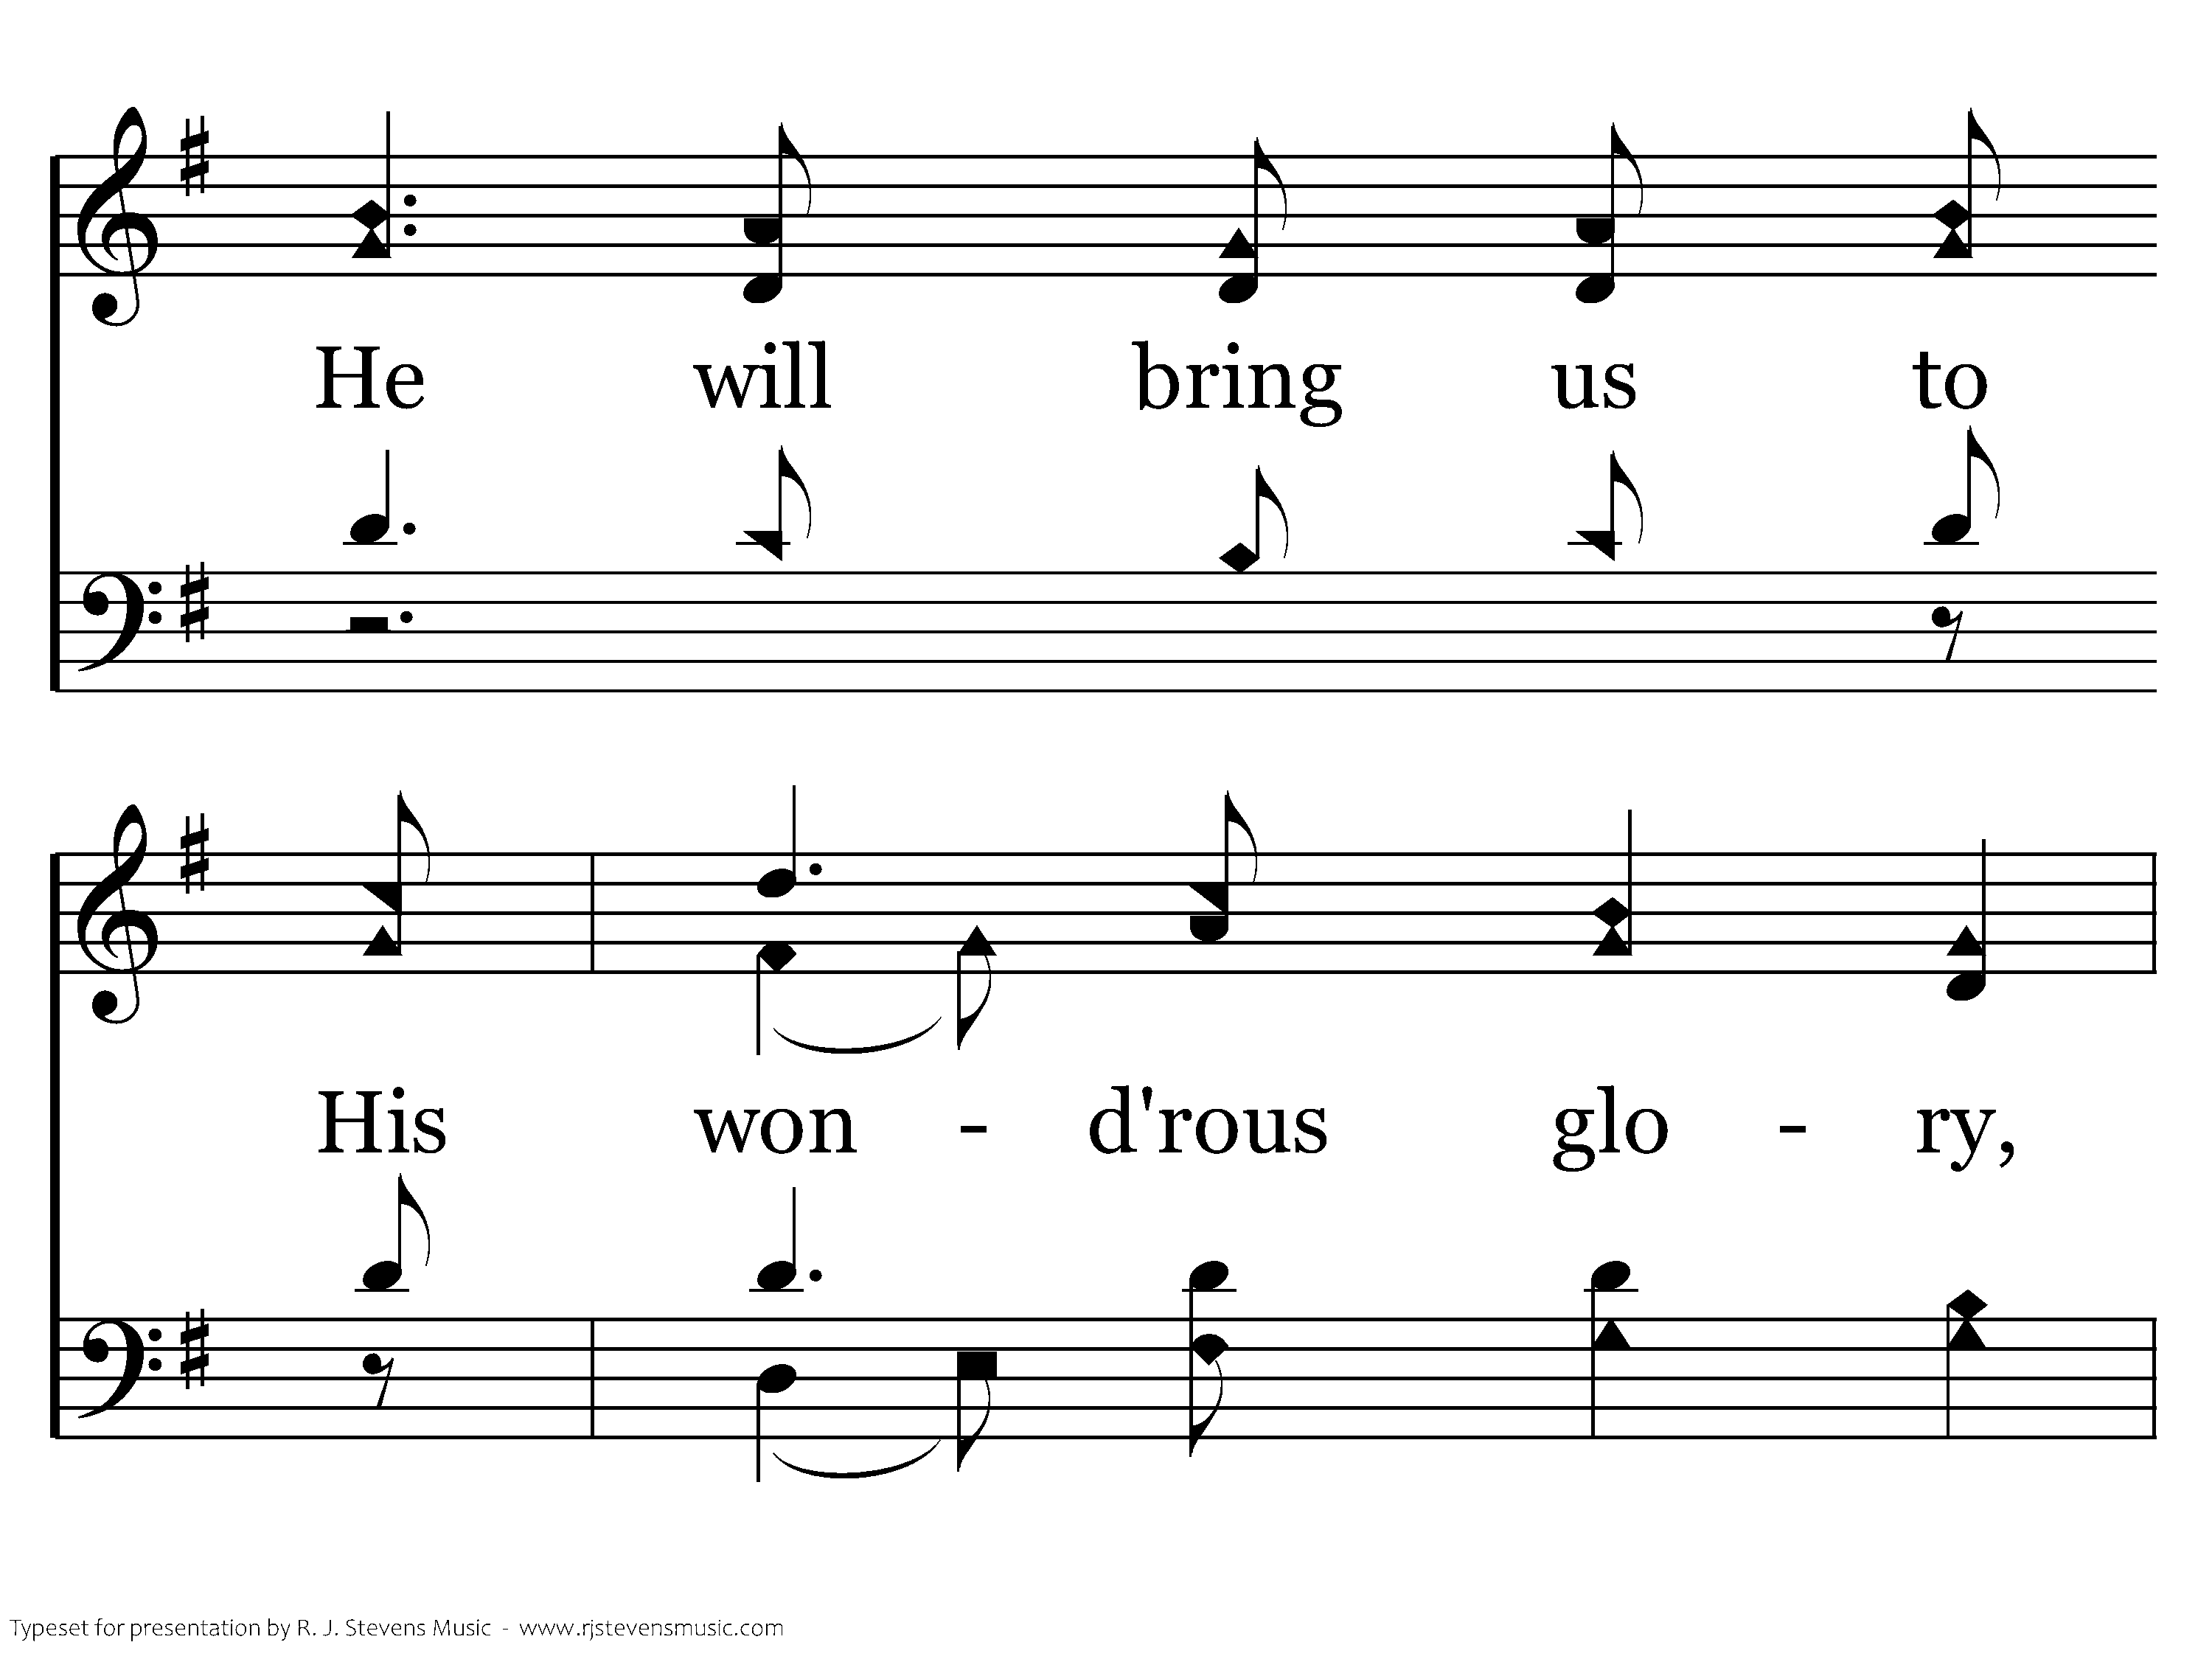 He will bring us to
His won - d'rous glo - ry,
Typeset for presentation by R. J. Stevens Music - www.rjstevensmusic.com